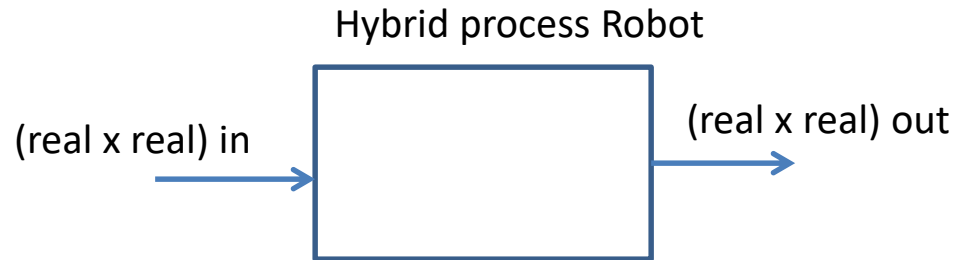 Hybrid process Robot
(real x real) in
(real x real) out